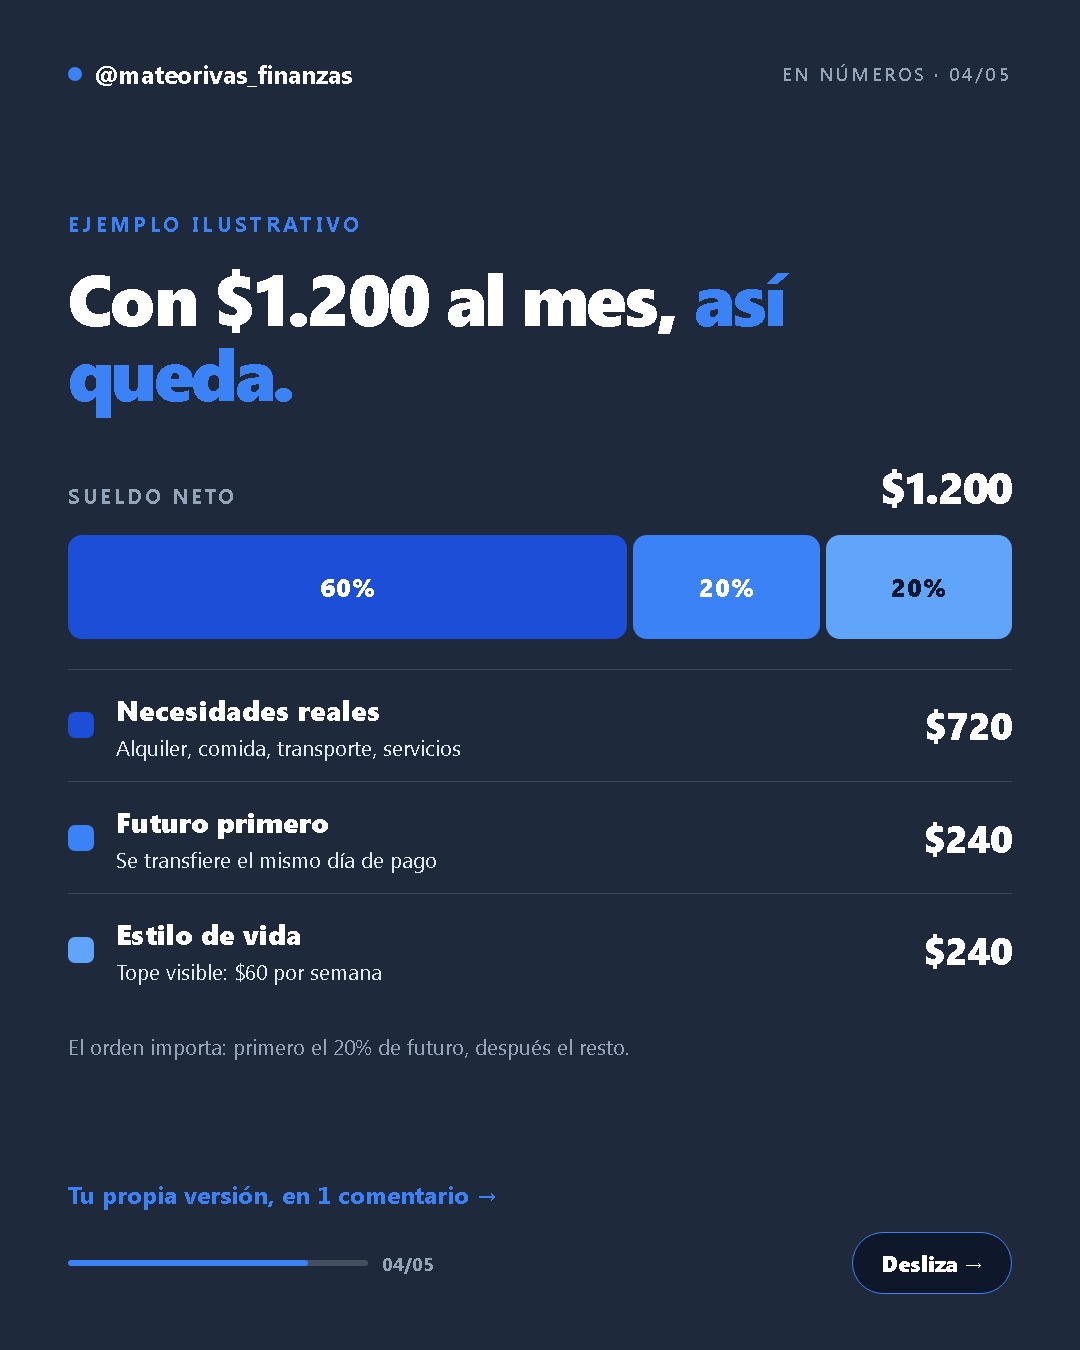 @mateorivas_finanzas
EN NÚMEROS · 04/05
EJEMPLO ILUSTRATIVO
Con $1.200 al mes, así
queda.
SUELDO NETO
$1.200
60%
20%
20%
Necesidades reales
Alquiler, comida, transporte, servicios
$720
Futuro primero
Se transfiere el mismo día de pago
$240
Estilo de vida
Tope visible: $60 por semana
$240
El orden importa: primero el 20% de futuro, después el resto.
Tu propia versión, en 1 comentario →
04/05
Desliza →